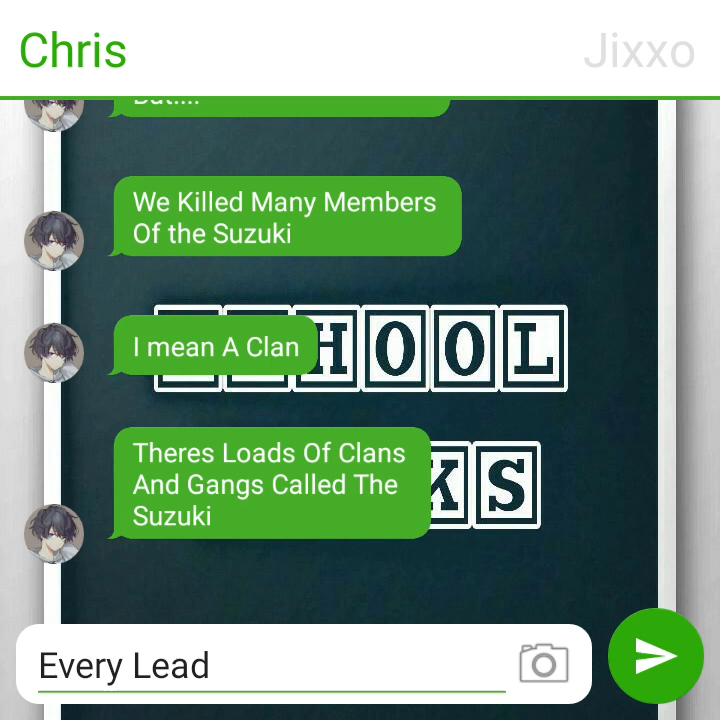 Chris
Jixxo
We Killed Many Members
Of the Suzuki
I mean A Clan
HOOL
Theres Loads Of Clans
And Gangs Called The
Suzuki
KS
Every Lead